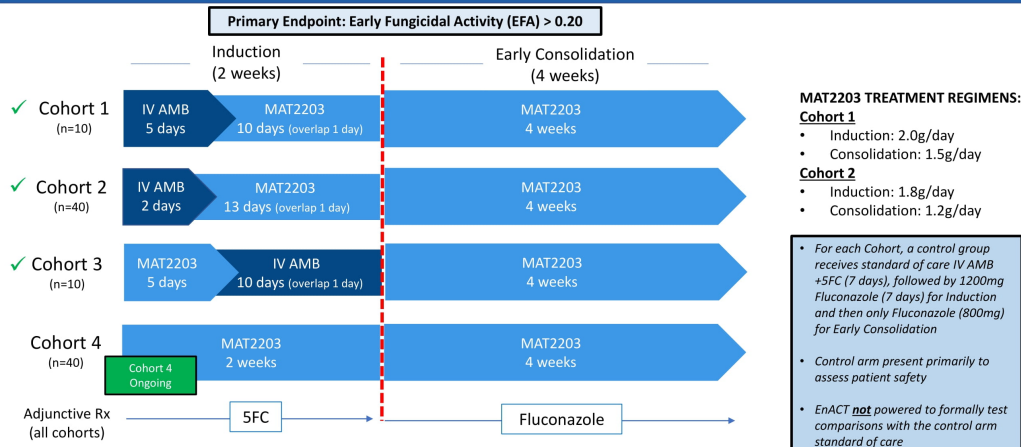 Primary Endpoint: Early Fungicidal Activity (EFA) > 0.20
Induction
(2 weeks)
Early Consolidation
(4 weeks)
✓ Cohort 1
(n=10)
IV AMB
5 days
MAT2203
10 days (overlap 1 day)
MAT2203
4 weeks
✓ Cohort 2
(n=40)
IV AMB
2 days
MAT2203
13 days (overlap 1 day)
MAT2203
4 weeks
✓ Cohort 3
(n=10)
MAT2203
5 days
IV AMB
10 days (overlap 1 day)
MAT2203
4 weeks
Cohort 4
(n=40)
Cohort 4
Ongoing
MAT2203
2 weeks
MAT2203
4 weeks
Adjunctive Rx
(all cohorts)
5FC
Fluconazole
MAT2203 TREATMENT REGIMENS:
Cohort 1
• Induction: 2.0g/day
• Consolidation: 1.5g/day
Cohort 2
• Induction: 1.8g/day
• Consolidation: 1.2g/day
• For each Cohort, a control group
receives standard of care IV AMB
+5FC (7 days), followed by 1200mg
Fluconazole (7 days) for Induction
and then only Fluconazole (800mg)
for Early Consolidation
• Control arm present primarily to
assess patient safety
• EnACT not powered to formally test
comparisons with the control arm
standard of care